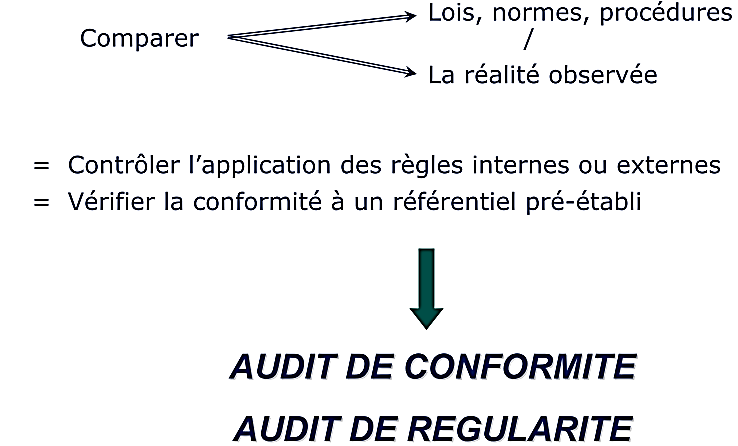 Lois, normes, procédures
Comparer
/
La réalité observée
= Contrôler l'application des règles internes ou externes
= Vérifier la conformité à un référentiel pré-établi
AUDIT DE CONFORMITE
AUDIT DE REGULARITE